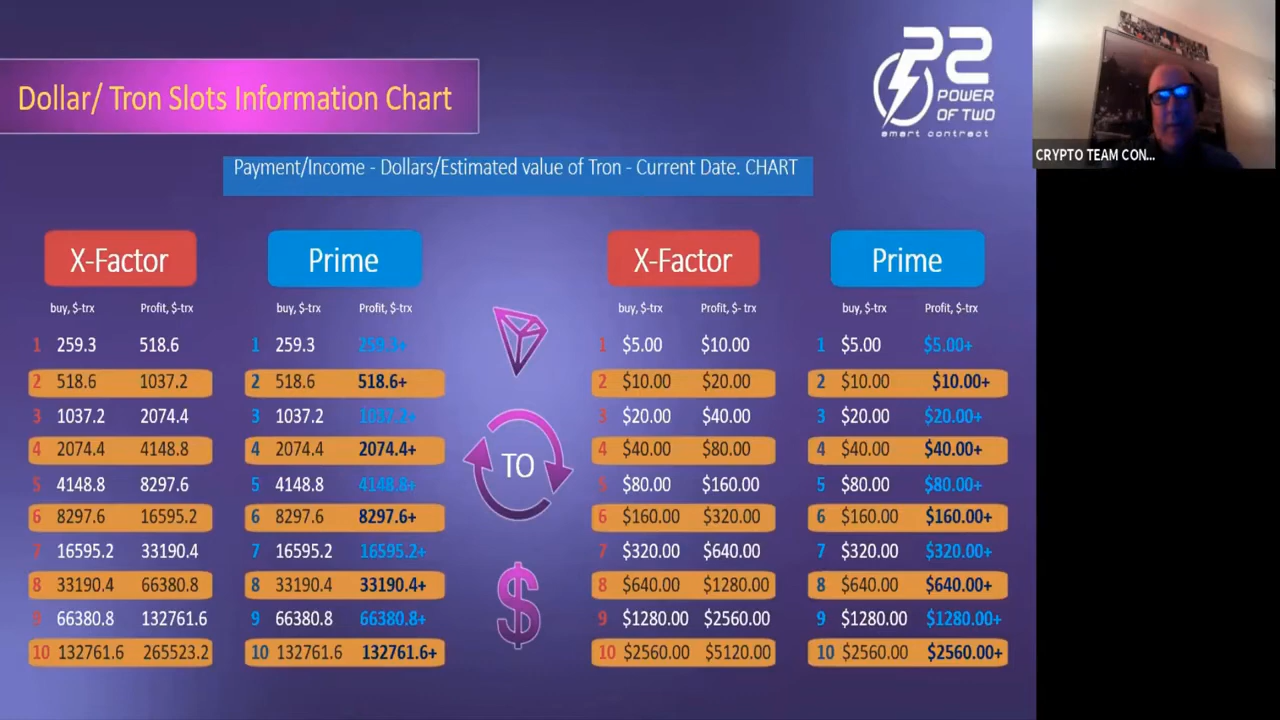 Dollar/ Tron Slots Information Chart
P2
POWER
OF TWO
smart contract
CRYPTO TEAM CON...
Payment/Income - Dollars/Estimated value of Tron - Current Date. CHART
X-Factor Prime X-Factor Prime
buy, $-trx Profit, $-trx buy, $-trx Profit, $-trx buy, $-trx Profit, $- trx buy, $-trx Profit, $-trx
1 259.3 518.6 1 259.3 259.3+ 1 $5.00 $10.00 1 $5.00 $5.00+
2 518.6 1037.2 2 518.6 518.6+ 2 $10.00 $20.00 2 $10.00 $10.00+
3 1037.2 2074.4 3 1037.2 1037.2+ 3 $20.00 $40.00 3 $20.00 $20.00+
4 2074.4 4148.8 4 2074.4 2074.4+ 4 $40.00 $80.00 4 $40.00 $40.00+
TO
5 4148.8 8297.6 5 4148.8 4148.8+ 5 $80.00 $160.00 5 $80.00 $80.00+
6 8297.6 16595.2 6 8297.6 8297.6+ 6 $160.00 $320.00 6 $160.00 $160.00+
7 16595.2 33190.4 7 16595.2 16595.2+ 7 $320.00 $640.00 7 $320.00 $320.00+
8 33190.4 66380.8 8 33190.4 33190.4+ 8 $640.00 $1280.00 8 $640.00 $640.00+
$
9 66380.8 132761.6 9 66380.8 66380.8+ 9 $1280.00 $2560.00 9 $1280.00 $1280.00+
10 132761.6 265523.2 10 132761.6 132761.6+ 10 $2560.00 $5120.00 10 $2560.00 $2560.00+